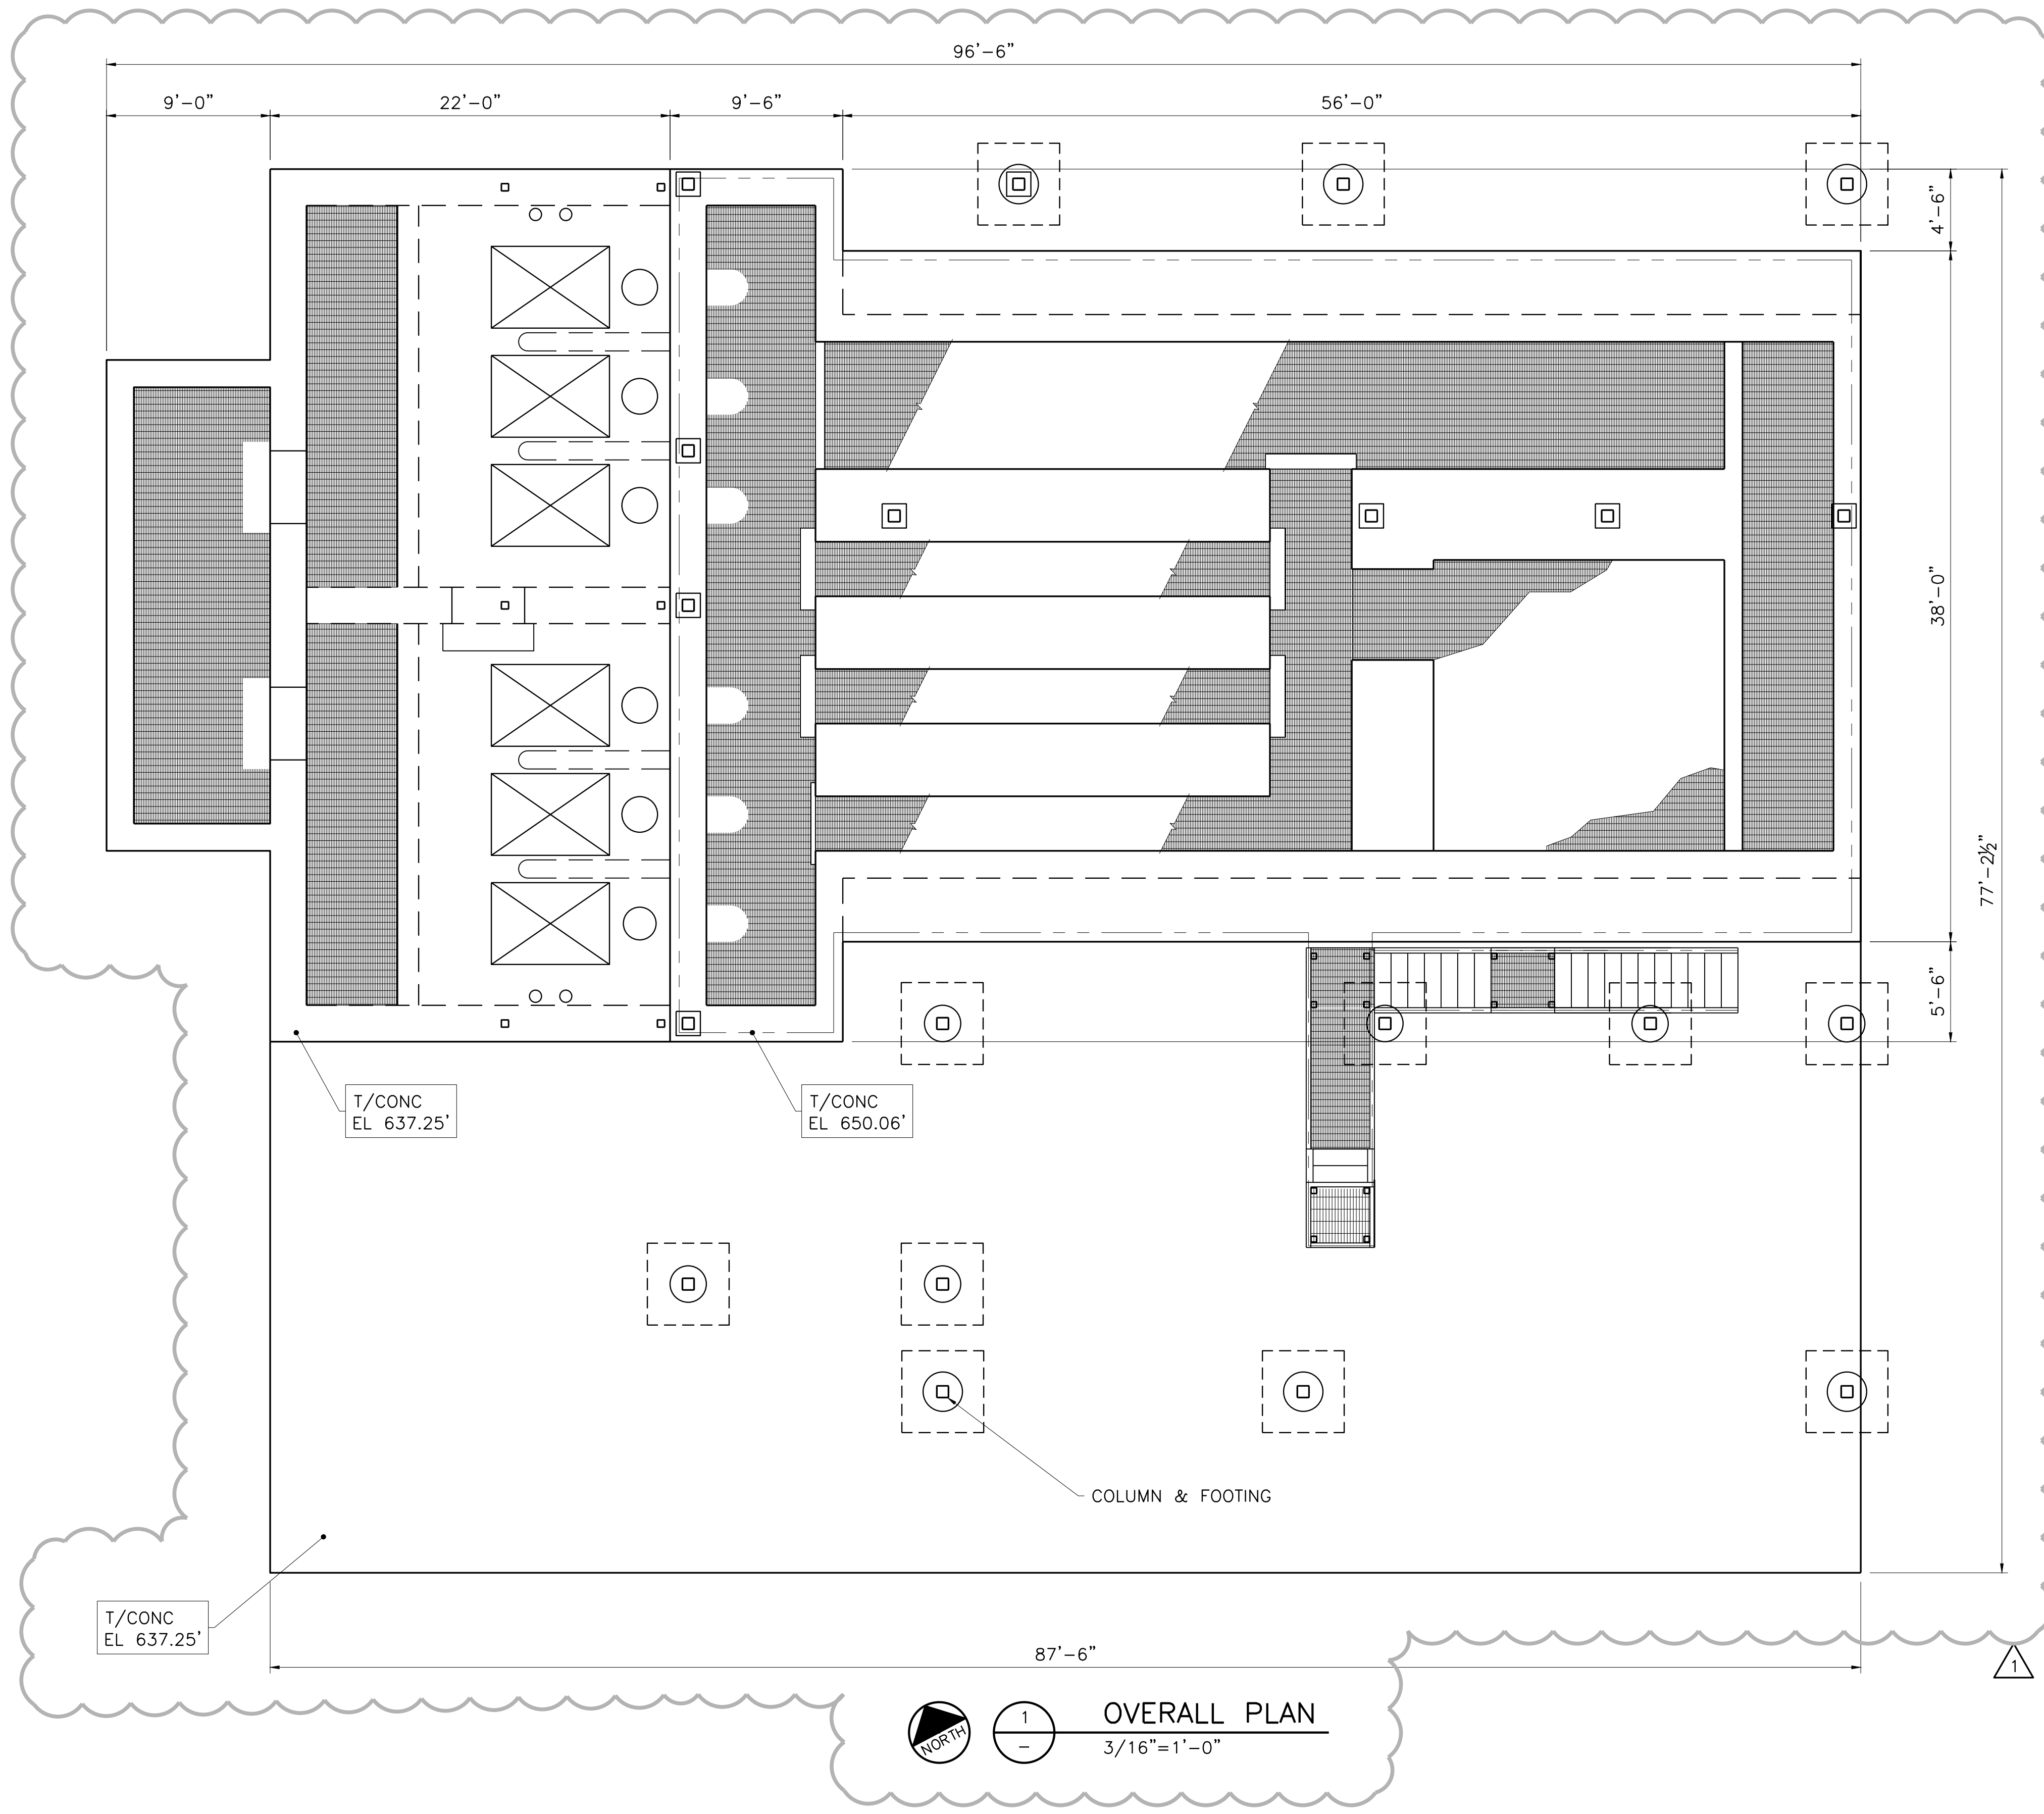 96'-6"
9'-0" 22'-0" 9'-6" 56'-0"
4'-6"
38'-0"
77'-2½"
5'-6"
T/CONC
EL 637.25'
T/CONC
EL 650.06'
COLUMN & FOOTING
T/CONC
EL 637.25'
87'-6"
1
NORTH
1
–
OVERALL PLAN
3/16"=1'-0"